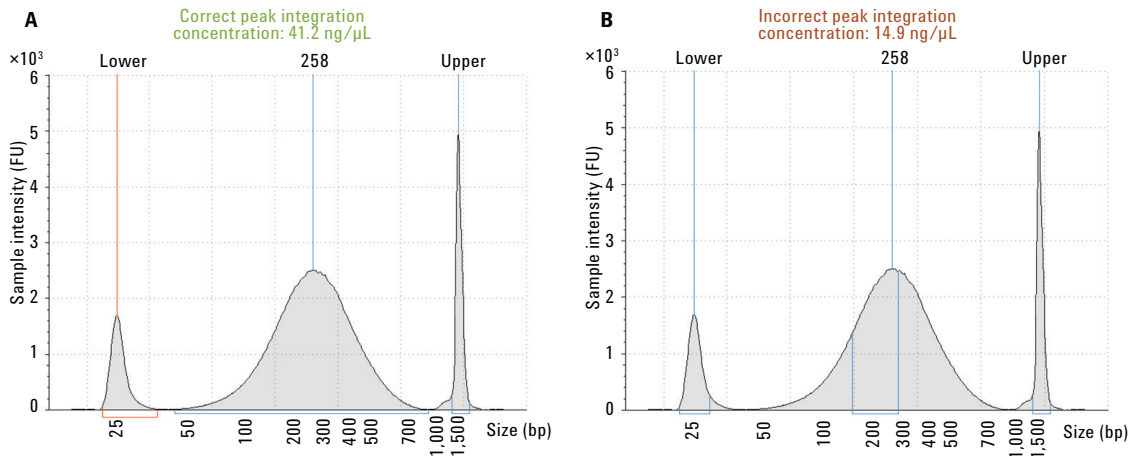 A
Correct peak integration
concentration: 41.2 ng/µL
×10³
Lower
258
Upper
Sample intensity (FU)
6
5
4
3
2
1
0
25
50
100
200
300
400
500
700
1,000
1,500
Size (bp)
B
Incorrect peak integration
concentration: 14.9 ng/µL
×10³
Lower
258
Upper
Sample intensity (FU)
6
5
4
3
2
1
0
25
50
100
200
300
400
500
700
1,000
1,500
Size (bp)